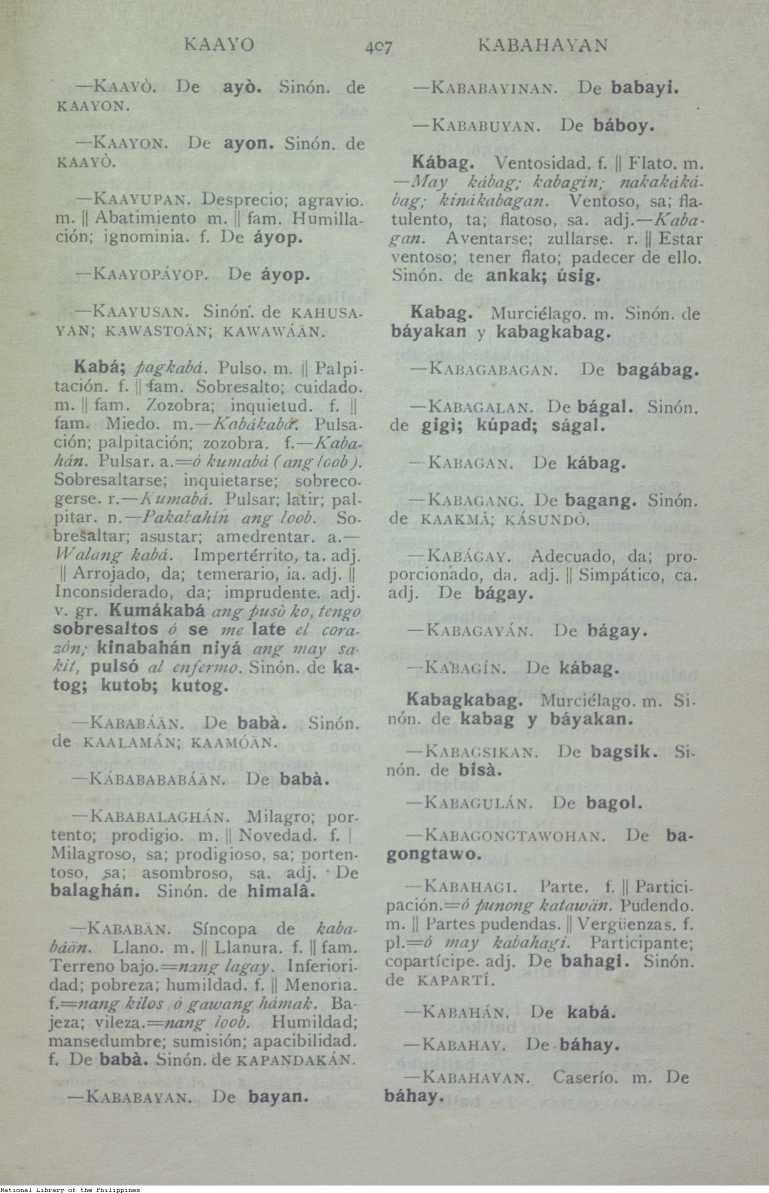 KAAYO 407 KABAHAYAN
—KAAYÒ. De ayò. Sinón. de
KAAYON.
—KAAYON. De ayon. Sinón. de
KAAYÒ.
—KAAYUPAN. Desprecio; agravio.
m. || Abatimiento m. || fam. Humilla-
ción; ignominia. f. De áyop.
—KAAYOPÁYOP. De áyop.
—KAAYUSAN. Sinón. de KAHUSA-
YAN; KAWASTOÀN; KAWAWÁÀN.
Kabá; pagkabá. Pulso. m. || Palpi-
tación. f. || fam. Sobresalto; cuidado.
m. || fam. Zozobra; inquietud. f. ||
fam. Miedo. m.—Kabákabá. Pulsa-
ción; palpitación; zozobra. f.—Kaba-
hán. Pulsar. a.=ó kumabá (ang loob).
Sobresaltarse; inquietarse; sobreco-
gerse. r.—Kumabá. Pulsar; latir; pal-
pitar. n.—Pakabahín ang loob. So-
bresaltar; asustar; amedrentar. a.—
Walang kabá. Impertérrito, ta. adj.
|| Arrojado, da; temerario, ia. adj. ||
Inconsiderado, da; imprudente. adj.
v. gr. Kumákabá ang pusò ko, tengo
sobresaltos ó se me late el cora-
zón; kinabahán niyá ang may sa-
kit, pulsó al enfermo. Sinón. de ka-
tog; kutob; kutog.
—KABABÁÀN. De babà. Sinón.
de KAALAMÁN; KAAMÓÀN.
—KÁBABABABÁÀN. De babà.
—KABABALAGHÁN. Milagro; por-
tento; prodigio. m. || Novedad. f. |
Milagroso, sa; prodigioso, sa; porten-
toso, sa; asombroso, sa. adj. De
balaghán. Sinón. de himalâ.
—KABABÀN. Síncopa de kaba-
báàn. Llano. m. || Llanura. f. || fam.
Terreno bajo.=nang lagay. Inferiori-
dad; pobreza; humildad. f. || Menoria.
f.=nang kilos ó gawang hámak. Ba-
jeza; vileza.=nang loob. Humildad;
mansedumbre; sumisión; apacibilidad.
f. De babà. Sinón. de KAPANDAKÁN.
—KABABAYAN. De bayan.
—KABABAYINAN. De babayi.
—KABABUYAN. De báboy.
Kábag. Ventosidad. f. || Flato. m.
—May kábag; kabagin; nakakáká-
bag; kinákabagan. Ventoso, sa; fla-
tulento, ta; flatoso, sa. adj.—Kaba-
gan. Aventarse; zullarse. r. || Estar
ventoso; tener flato; padecer de ello.
Sinón. de ankak; úsig.
Kabag. Murciélago. m. Sinón. de
báyakan y kabagkabag.
—KABAGABAGAN. De bagábag.
—KABAGALAN. De bágal. Sinón.
de gigi; kúpad; ságal.
—KABAGAN. De kábag.
—KABAGANG. De bagang. Sinón.
de KAAKMÂ; KÁSUNDÒ.
—KABÁGAY. Adecuado, da; pro-
porcionado, da. adj. || Simpático, ca.
adj. De bágay.
—KABAGAYÁN. De bágay.
—KABAGÍN. De kábag.
Kabagkabag. Murciélago. m. Si-
nón. de kabag y báyakan.
—KABAGSIKAN. De bagsik. Si-
nón. de bisà.
—KABAGULÁN. De bagol.
—KABAGONGTAWOHAN. De ba-
gongtawo.
—KABAHAGI. Parte. f. || Partici-
pación.=ó punong katawàn. Pudendo.
m. || Partes pudendas. || Vergüenzas. f.
pl.=ó may kabahagi. Participante;
copartícipe. adj. De bahagi. Sinón.
de KAPARTÍ.
—KABAHÁN. De kabá.
—KABAHAY. De báhay.
—KABAHAYAN. Caserío. m. De
báhay.
National Library of the Philippines